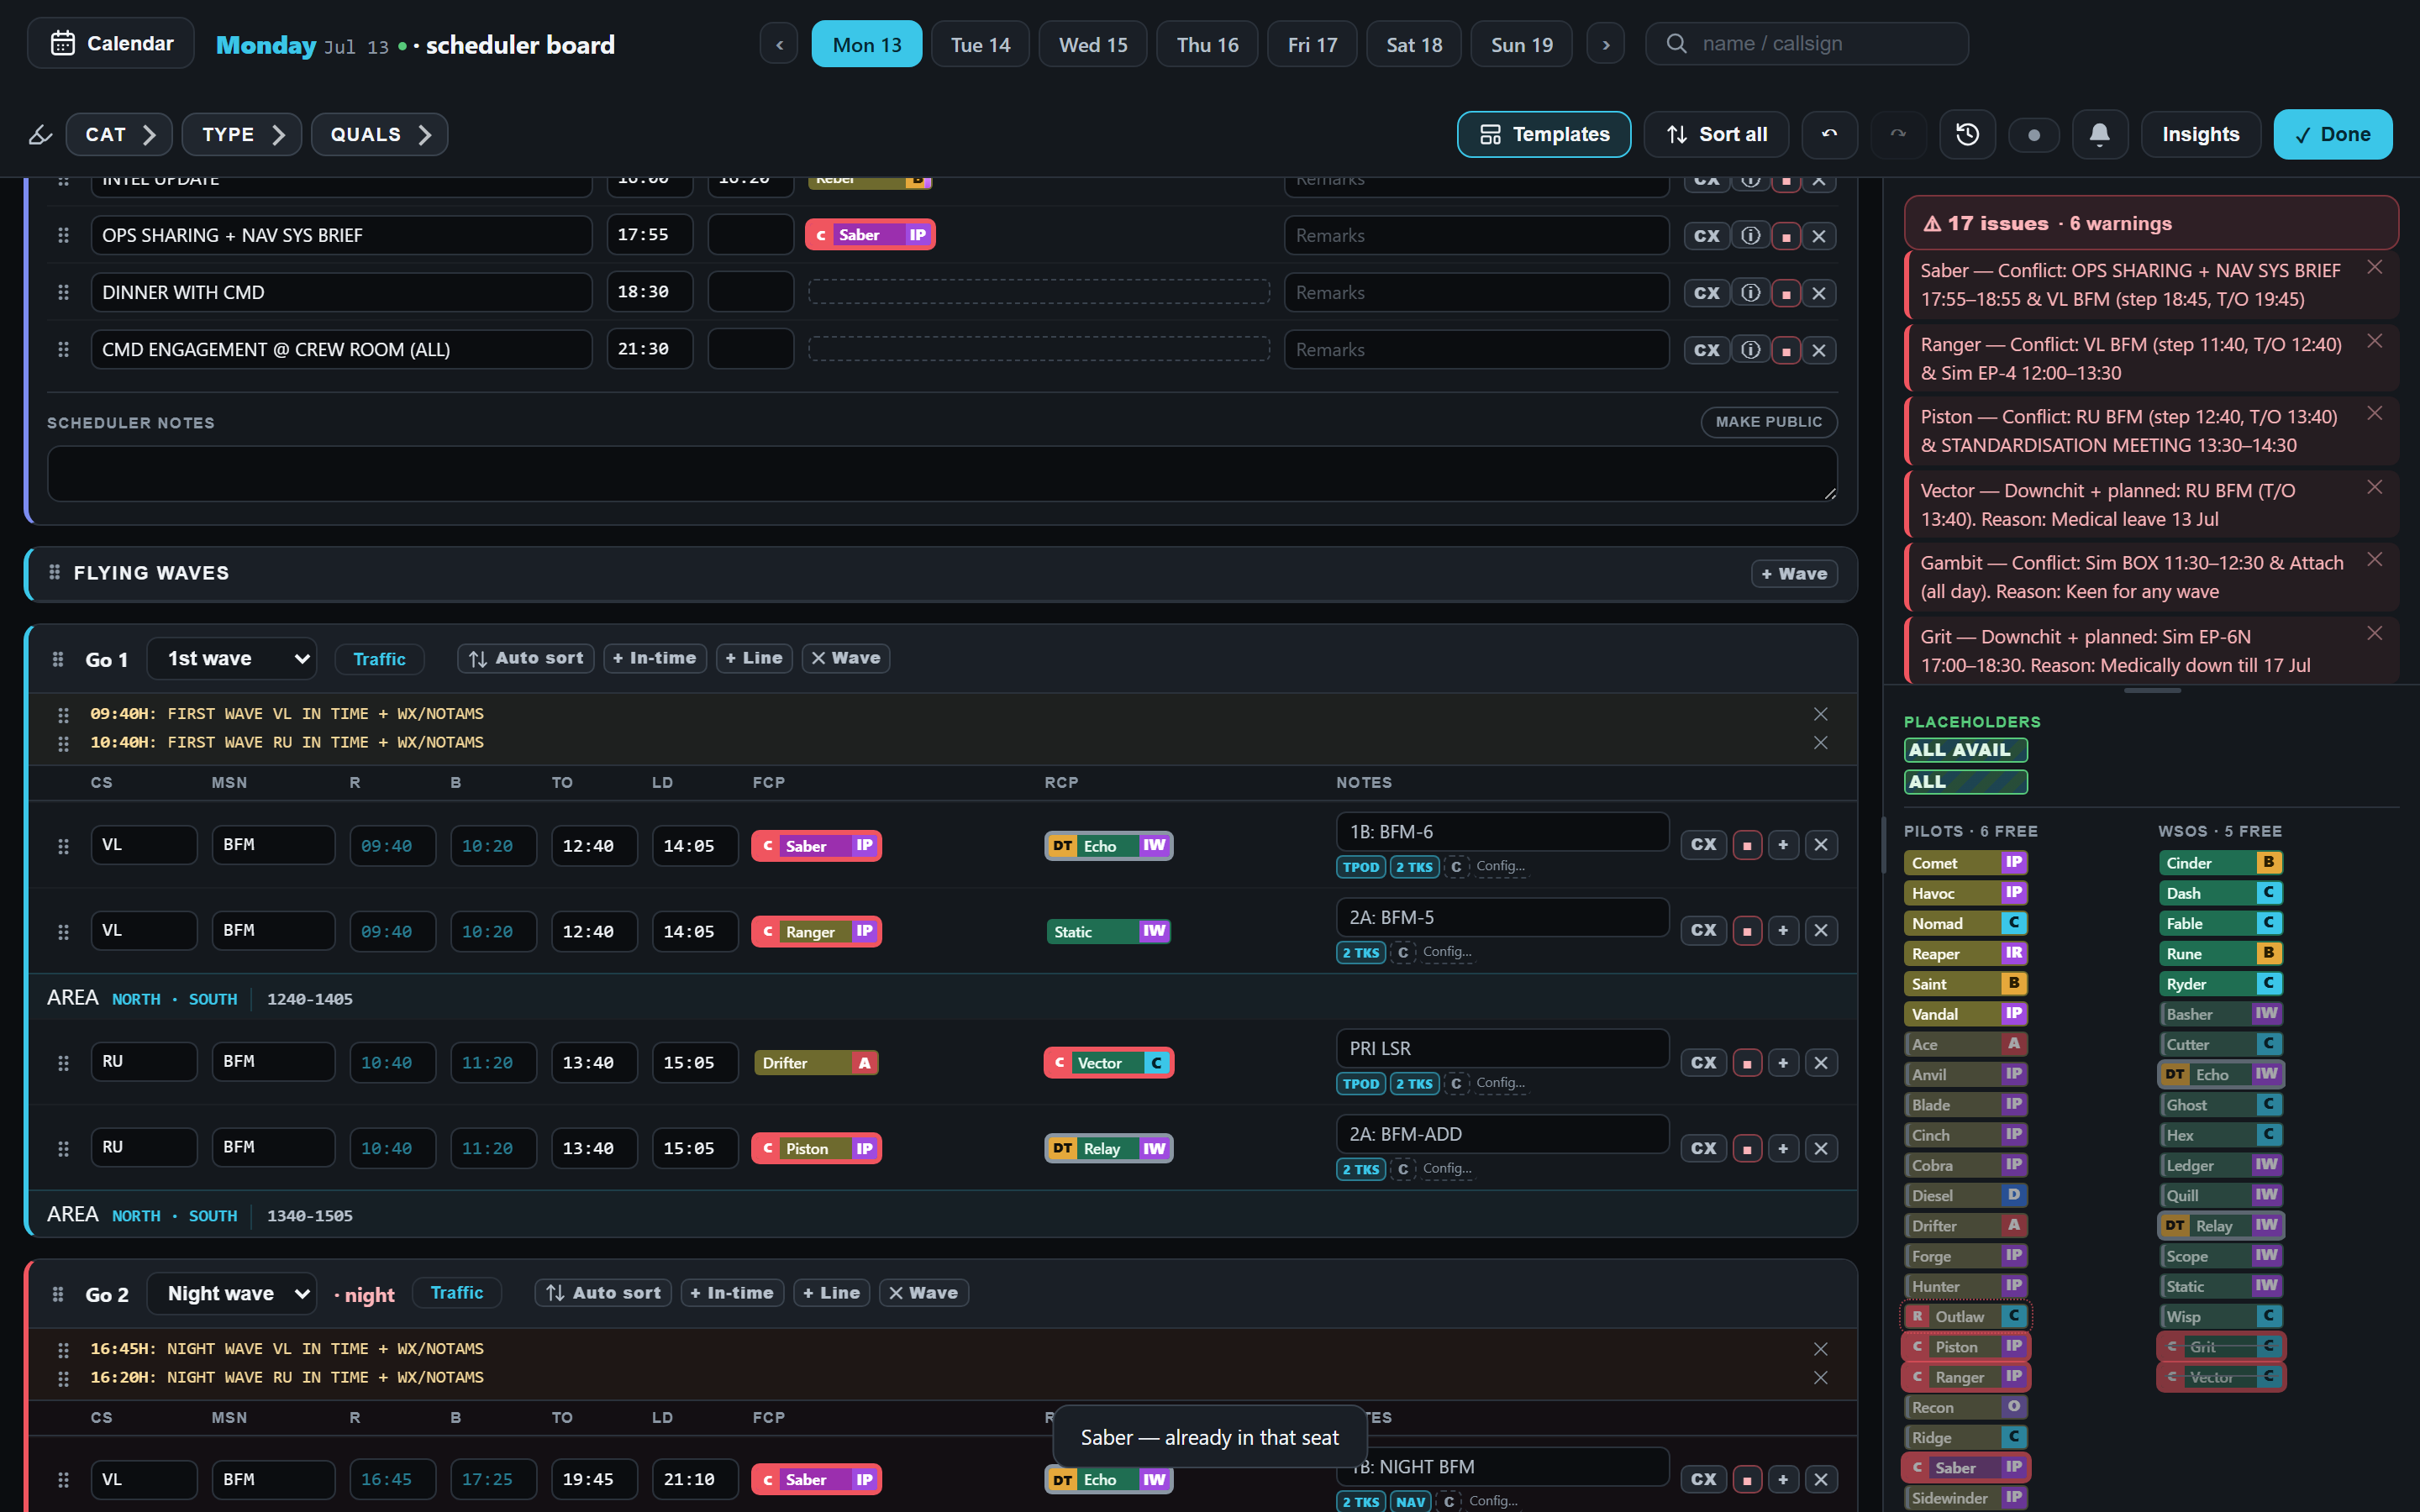 Calendar
Monday Jul 13 • · scheduler board
‹ Mon 13 Tue 14 Wed 15 Thu 16 Fri 17 Sat 18 Sun 19 ›
name / callsign
CAT TYPE QUALS
Templates Sort all Insights ✓ Done
INTEL UPDATE 16:00 16:20 Rebel B Remarks CX
OPS SHARING + NAV SYS BRIEF 17:55 C Saber IP Remarks CX
DINNER WITH CMD 18:30 Remarks CX
CMD ENGAGEMENT @ CREW ROOM (ALL) 21:30 Remarks CX
SCHEDULER NOTES MAKE PUBLIC
FLYING WAVES + Wave
Go 1 1st wave Traffic Auto sort + In-time + Line × Wave
09:40H: FIRST WAVE VL IN TIME + WX/NOTAMS
10:40H: FIRST WAVE RU IN TIME + WX/NOTAMS
CS MSN R B TO LD FCP RCP NOTES
VL BFM 09:40 10:20 12:40 14:05 C Saber IP DT Echo IW 1B: BFM-6 CX
TPOD 2 TKS C Config...
VL BFM 09:40 10:20 12:40 14:05 C Ranger IP Static IW 2A: BFM-5 CX
2 TKS C Config...
AREA NORTH · SOUTH 1240-1405
RU BFM 10:40 11:20 13:40 15:05 Drifter A C Vector C PRI LSR CX
TPOD 2 TKS C Config...
RU BFM 10:40 11:20 13:40 15:05 C Piston IP DT Relay IW 2A: BFM-ADD CX
2 TKS C Config...
AREA NORTH · SOUTH 1340-1505
Go 2 Night wave · night Traffic Auto sort + In-time + Line × Wave
16:45H: NIGHT WAVE VL IN TIME + WX/NOTAMS
16:20H: NIGHT WAVE RU IN TIME + WX/NOTAMS
CS MSN R B TO LD FCP
VL BFM 16:45 17:25 19:45 21:10 C Saber IP DT Echo IW 1B: NIGHT BFM CX
2 TKS NAV C Config...
Saber — already in that seat
⚠ 17 issues · 6 warnings
Saber — Conflict: OPS SHARING + NAV SYS BRIEF
17:55–18:55 & VL BFM (step 18:45, T/O 19:45)
Ranger — Conflict: VL BFM (step 11:40, T/O 12:40)
& Sim EP-4 12:00–13:30
Piston — Conflict: RU BFM (step 12:40, T/O 13:40)
& STANDARDISATION MEETING 13:30–14:30
Vector — Downchit + planned: RU BFM (T/O
13:40). Reason: Medical leave 13 Jul
Gambit — Conflict: Sim BOX 11:30–12:30 & Attach
(all day). Reason: Keen for any wave
Grit — Downchit + planned: Sim EP-6N
17:00–18:30. Reason: Medically down till 17 Jul
PLACEHOLDERS
ALL AVAIL
ALL
PILOTS · 6 FREE
Comet IP
Havoc IP
Nomad C
Reaper IR
Saint B
Vandal IP
Ace A
Anvil IP
Blade IP
Cinch IP
Cobra IP
Diesel D
Drifter A
Forge IP
Hunter IP
R Outlaw C
C Piston IP
C Ranger IP
Recon O
Ridge C
C Saber IP
Sidewinder IP
WSOS · 5 FREE
Cinder B
Dash C
Fable C
Rune B
Ryder C
Basher IW
Cutter C
DT Echo IW
Ghost C
Hex C
Ledger IW
Quill IW
DT Relay IW
Scope IW
Static IW
Wisp C
C Grit C
C Vector C